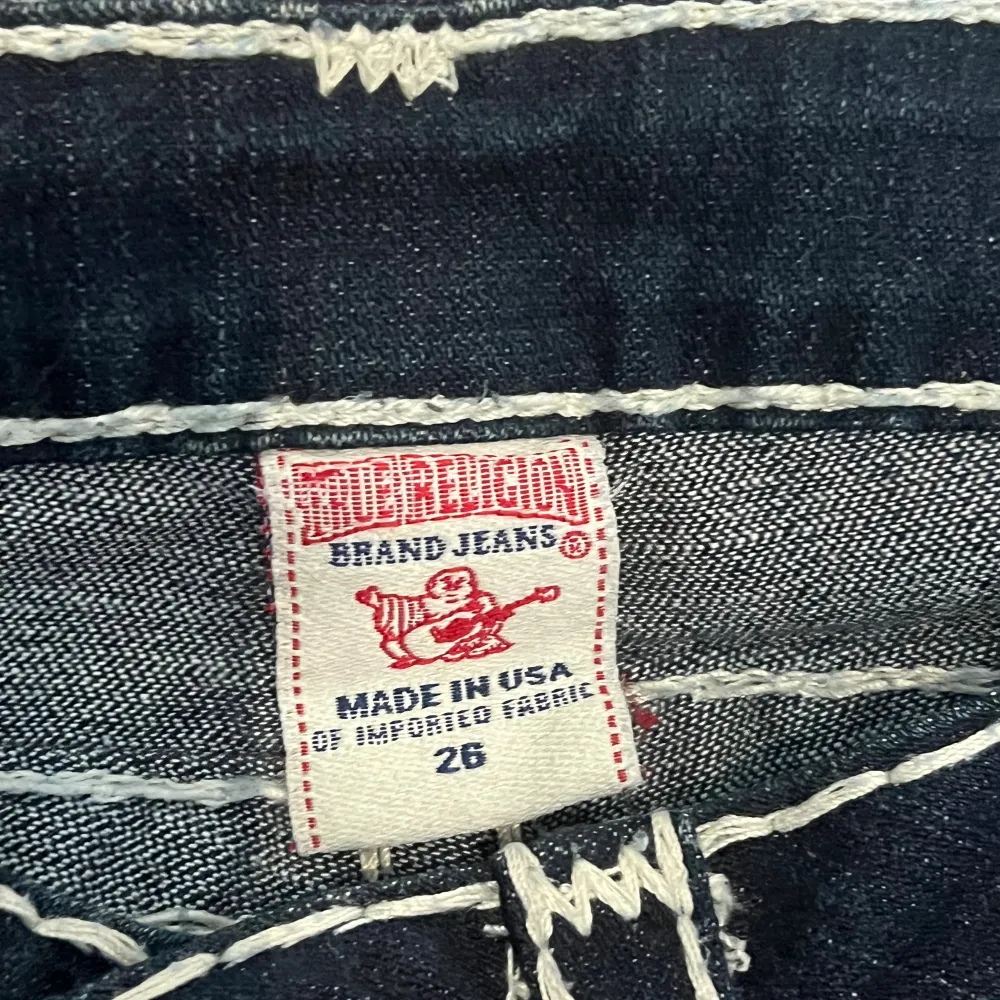 TRUE RELIGION
BRAND JEANS ®
MADE IN USA
OF IMPORTED FABRIC
26